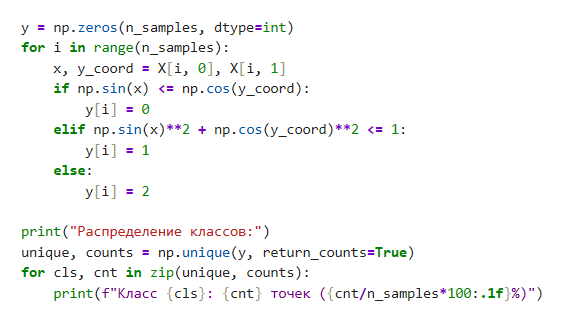 y = np.zeros(n_samples, dtype=int)
for i in range(n_samples):
    x, y_coord = X[i, 0], X[i, 1]
    if np.sin(x) <= np.cos(y_coord):
        y[i] = 0
    elif np.sin(x)**2 + np.cos(y_coord)**2 <= 1:
        y[i] = 1
    else:
        y[i] = 2

print("Распределение классов:")
unique, counts = np.unique(y, return_counts=True)
for cls, cnt in zip(unique, counts):
    print(f"Класс {cls}: {cnt} точек ({cnt/n_samples*100:.1f}%)")